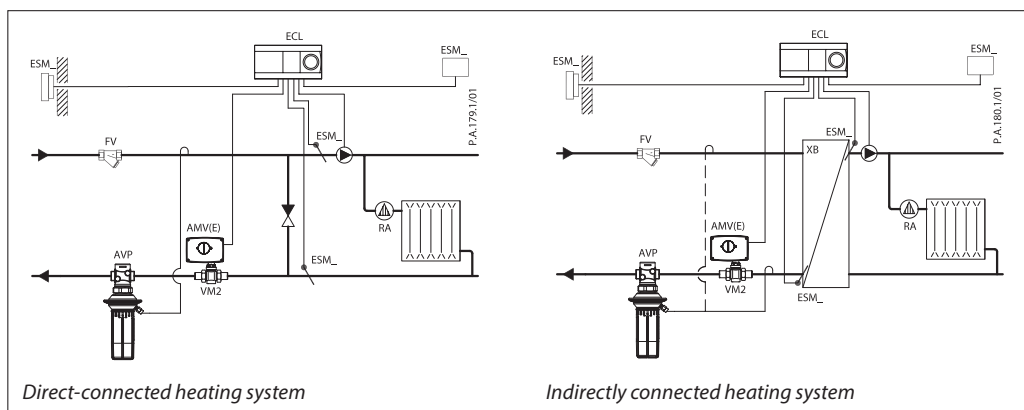 ECL
ESM_
ESM_
P.A.179.1/01
FV
ESM_
AMV(E)
RA
AVP
ESM_
VM2
Direct-connected heating system
ECL
ESM_
ESM_
P.A.180.1/01
ESM_
FV
XB
AMV(E)
RA
AVP
VM2
ESM_
Indirectly connected heating system